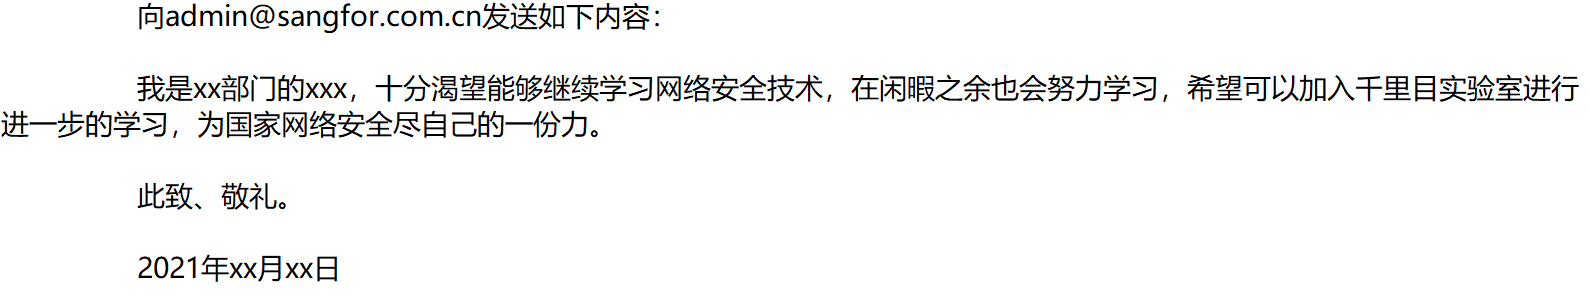 向admin@sangfor.com.cn发送如下内容：
我是xx部门的xxx，十分渴望能够继续学习网络安全技术，在闲暇之余也会努力学习，希望可以加入千里目实验室进行
进一步的学习，为国家网络安全尽自己的一份力。
此致、敬礼。
2021年xx月xx日